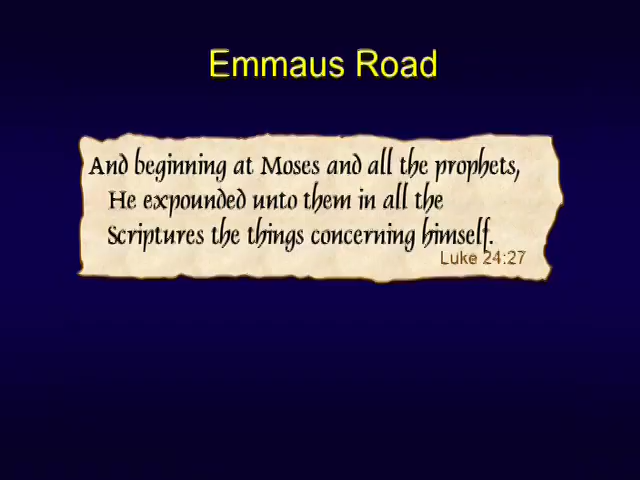 Emmaus Road
And beginning at Moses and all the prophets,
He expounded unto them in all the
Scriptures the things concerning himself.
Luke 24:27